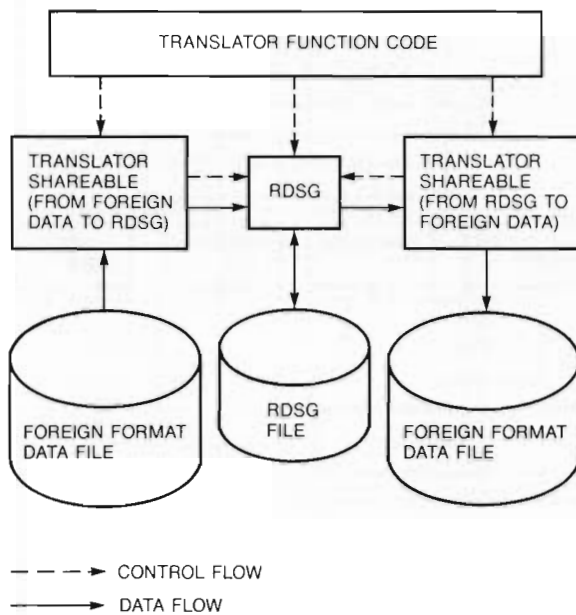 TRANSLATOR FUNCTION CODE
TRANSLATOR
SHAREABLE
(FROM FOREIGN
DATA TO RDSG)
RDSG
TRANSLATOR
SHAREABLE
(FROM RDSG TO
FOREIGN DATA)
FOREIGN FORMAT
DATA FILE
RDSG
FILE
FOREIGN FORMAT
DATA FILE
CONTROL FLOW
DATA FLOW